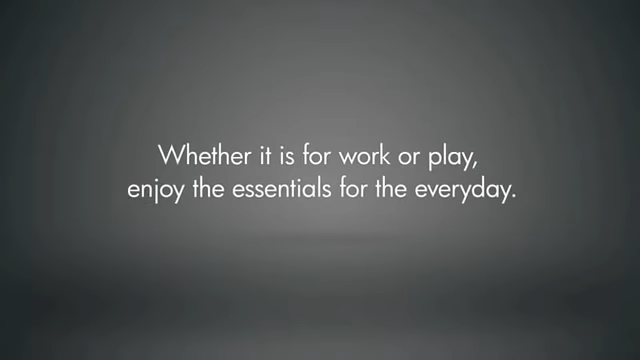 Whether it is for work or play,
enjoy the essentials for the everyday.